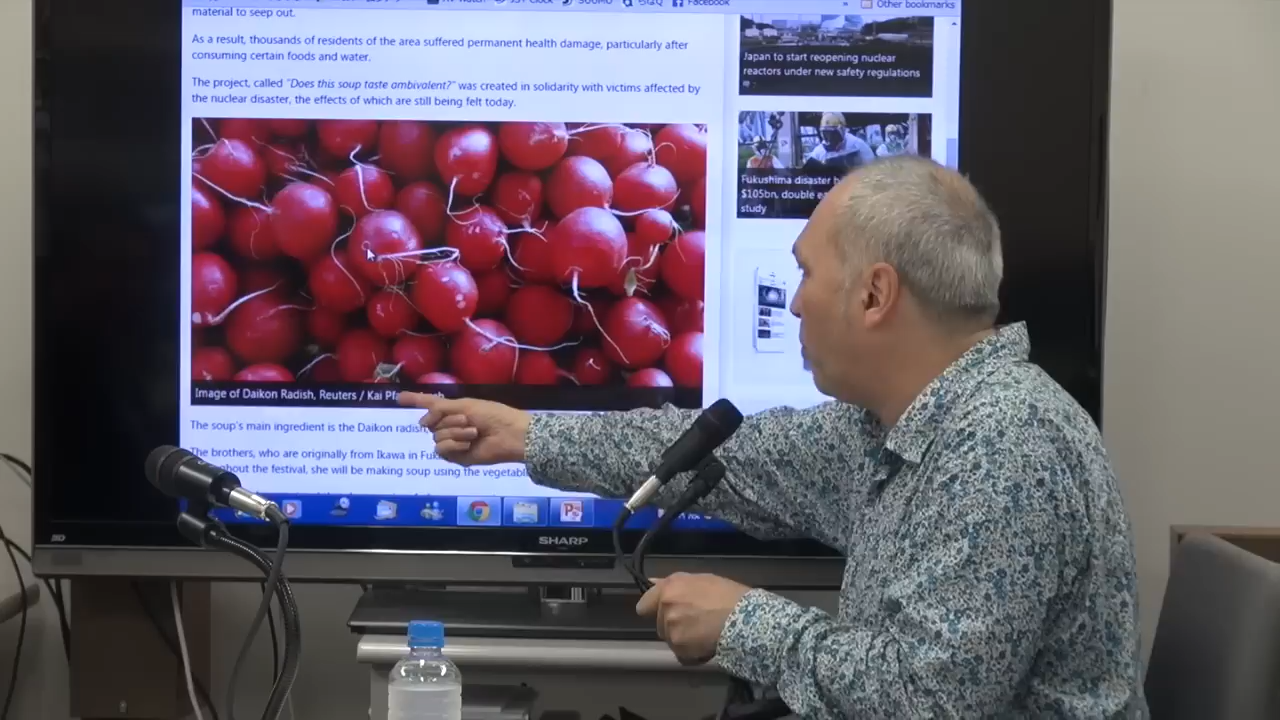 Facebook
Other bookmarks
material to seep out.
As a result, thousands of residents of the area suffered permanent health damage, particularly after
consuming certain foods and water.
The project, called "Does this soup taste ambivalent?" was created in solidarity with victims affected by
the nuclear disaster, the effects of which are still being felt today.
Image of Daikon Radish, Reuters / Kai
The soup's main ingredient is the Daikon radish,
The brothers, who are originally from Ikawa in
the festival, she will be making soup using the
Japan to start reopening nuclear
reactors under new safety regulations
Fukushima disaster
$105bn, double
study
SHARP